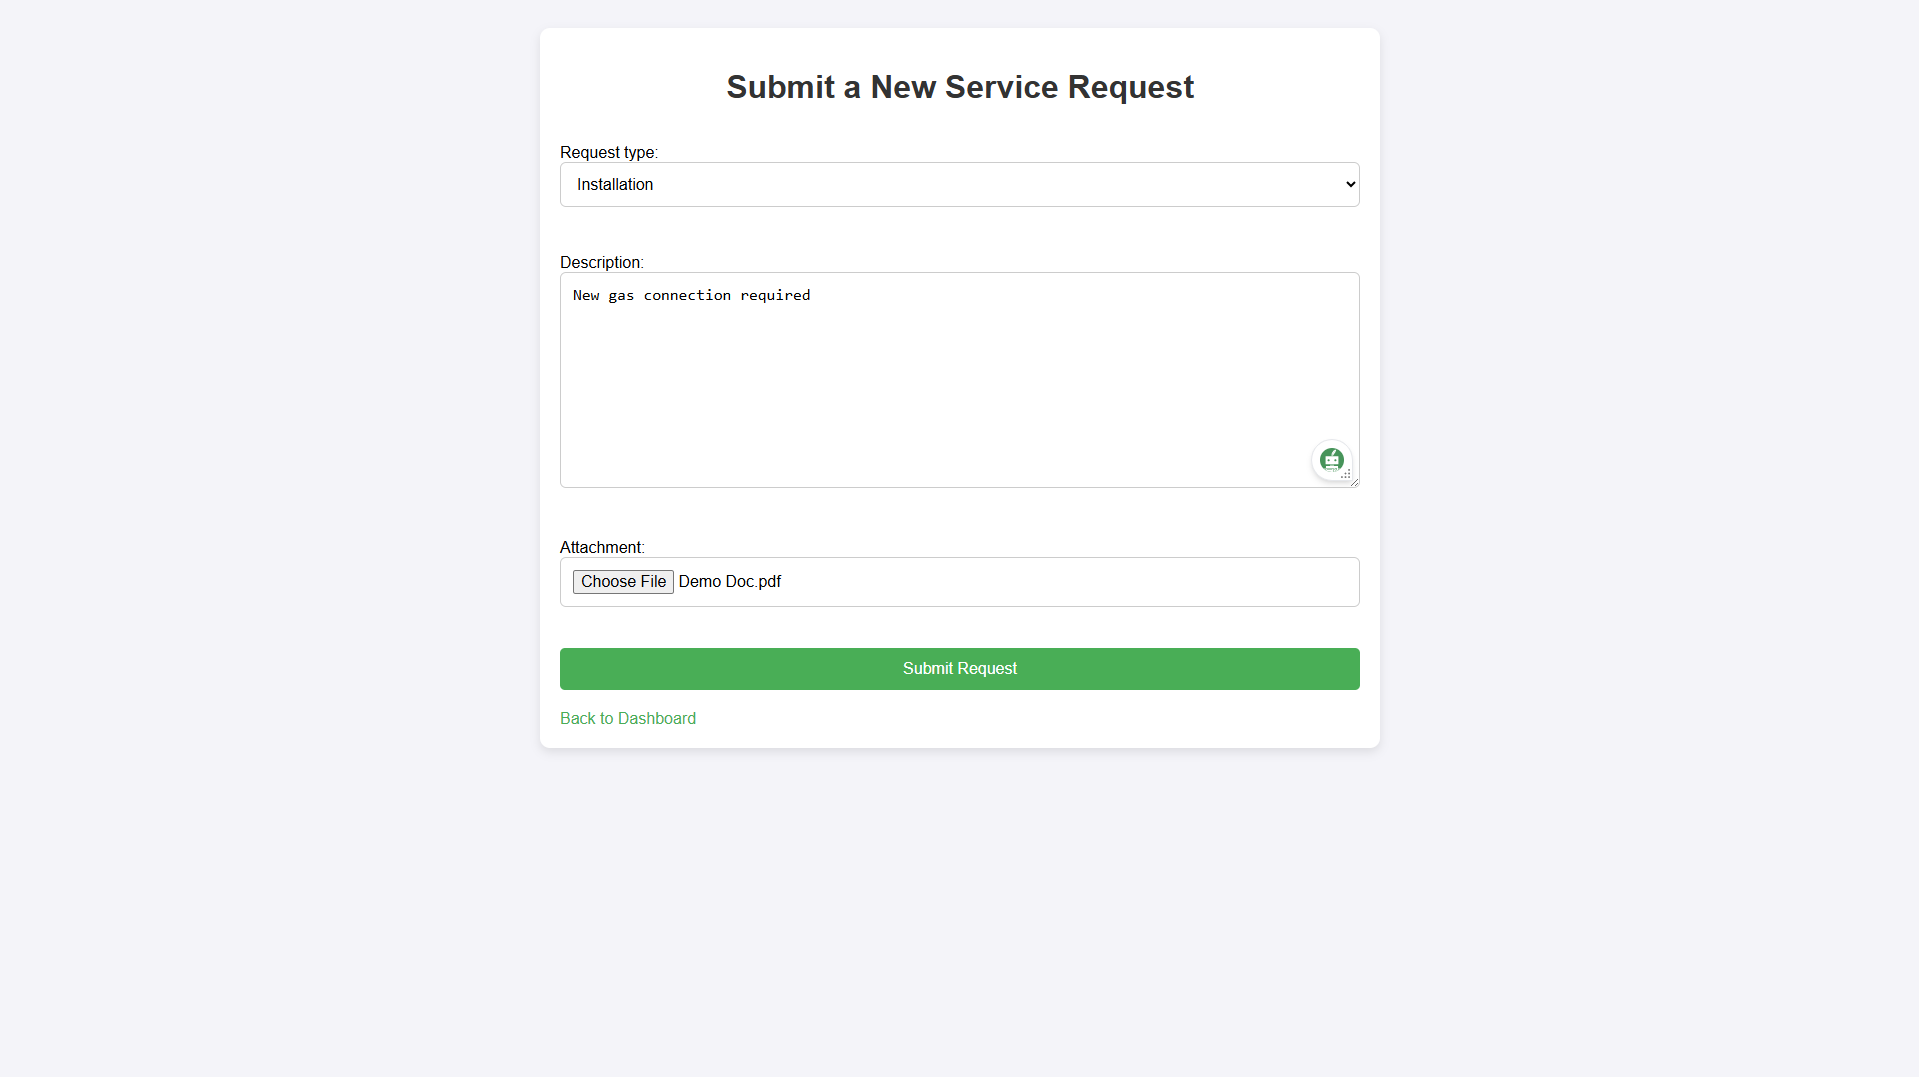 Submit a New Service Request
Request type:
Installation
Description:
New gas connection required
Attachment:
Choose File Demo Doc.pdf
Submit Request
Back to Dashboard